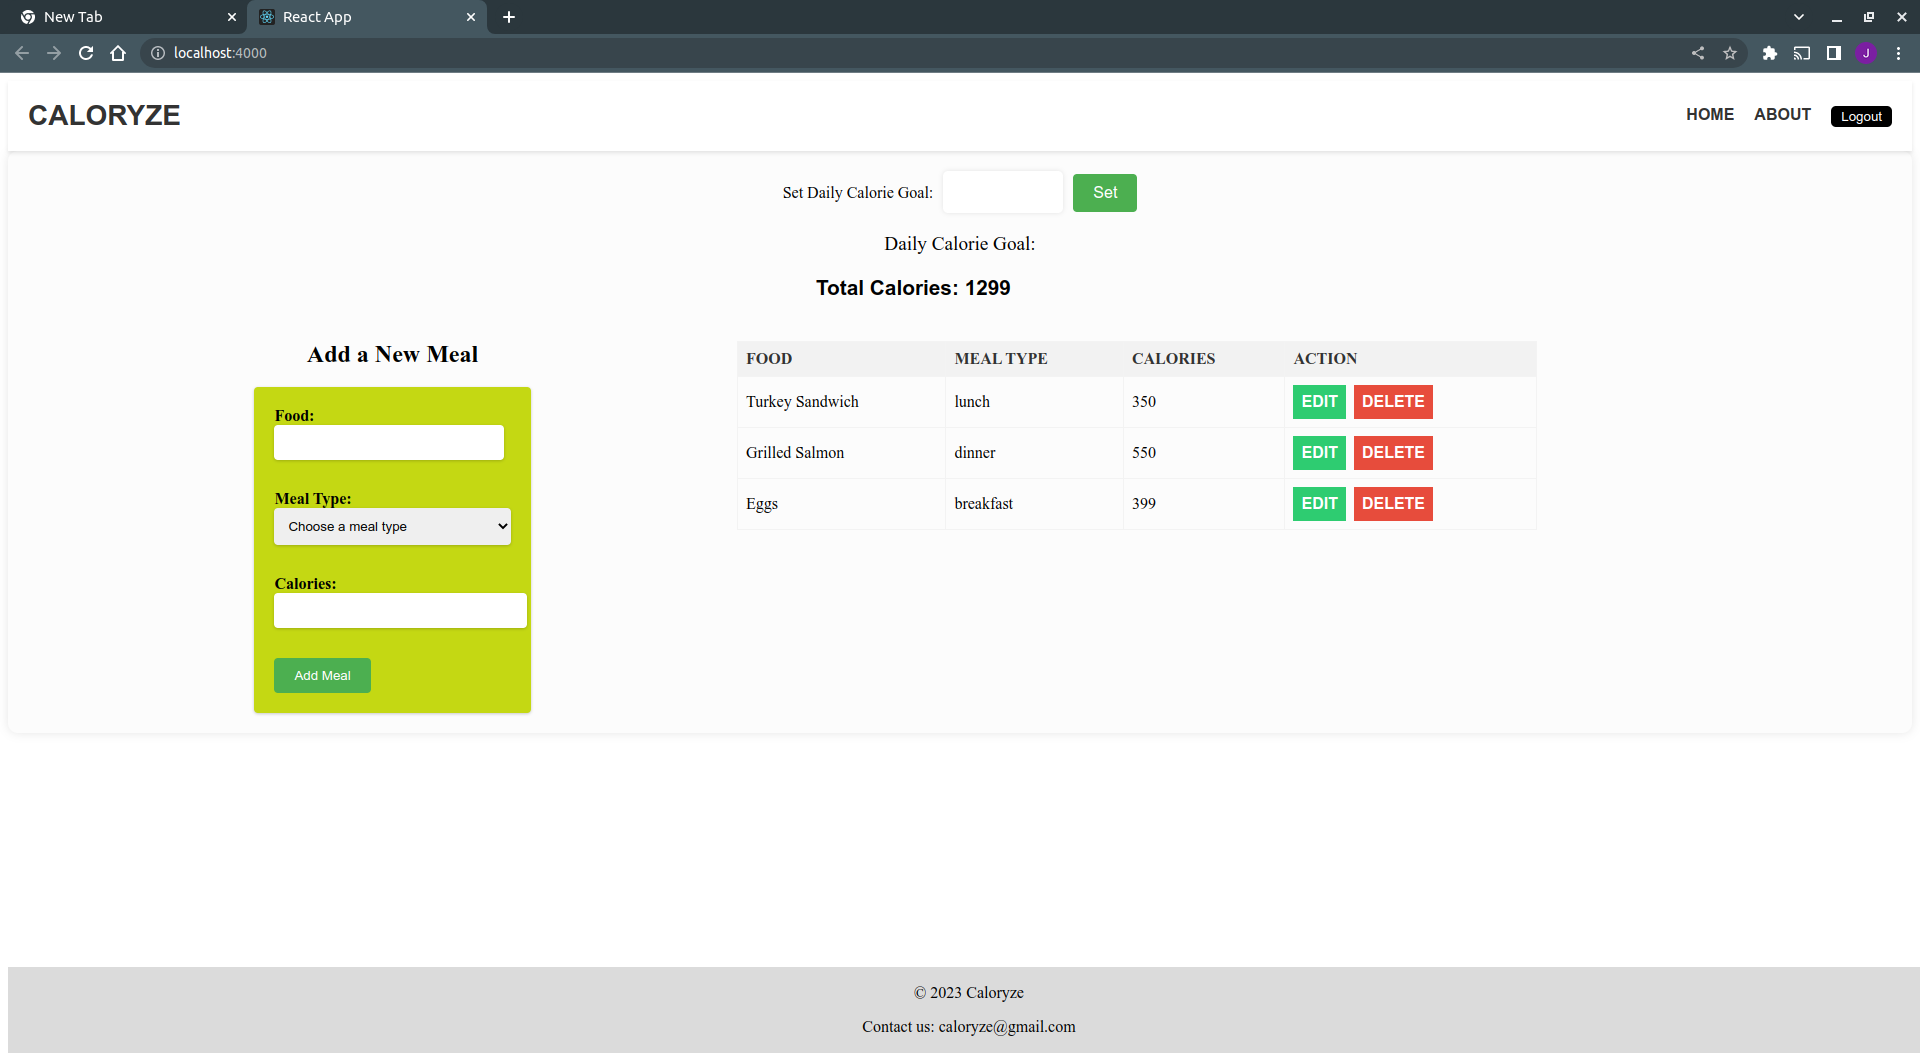 New Tab
React App
localhost:4000
J
CALORYZE
HOME ABOUT Logout
Set Daily Calorie Goal: Set
Daily Calorie Goal:
Total Calories: 1299
Add a New Meal
Food:
Meal Type:
Choose a meal type
Calories:
Add Meal
FOOD MEAL TYPE CALORIES ACTION
Turkey Sandwich lunch 350 EDIT DELETE
Grilled Salmon dinner 550 EDIT DELETE
Eggs breakfast 399 EDIT DELETE
© 2023 Caloryze
Contact us: caloryze@gmail.com